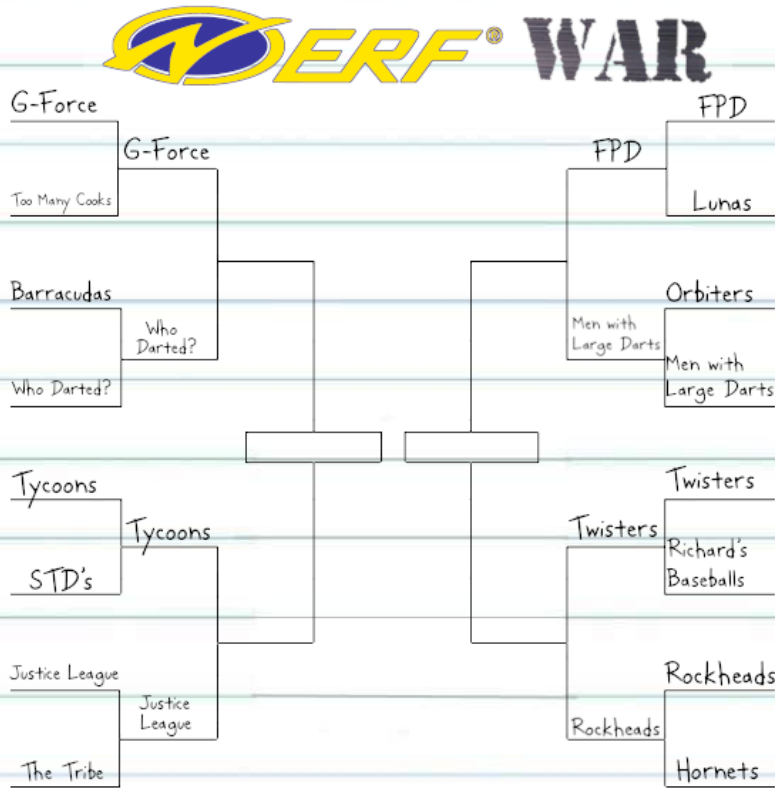 NERF® WAR
G-Force
FPD
G-Force
FPD
Too Many Cooks
Lunas
Barracudas
Orbiters
Who
Darted?
Men with
Large Darts
Men with
Large Darts
Who Darted?
Tycoons
Twisters
Tycoons
Twisters
Richard's
Baseballs
STD's
Justice League
Rockheads
Justice
League
Rockheads
The Tribe
Hornets